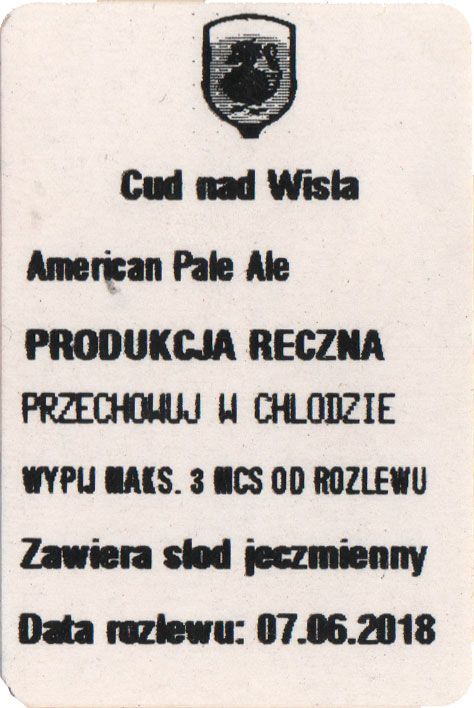 Cud nad Wisla
American Pale Ale
PRODUKCJA RECZNA
PRZECHOWUJ W CHLODZIE
WYPIJ MAKS. 3 MCS OD ROZLEWU
Zawiera slod jeczmienny
Data rozlewu: 07.06.2018